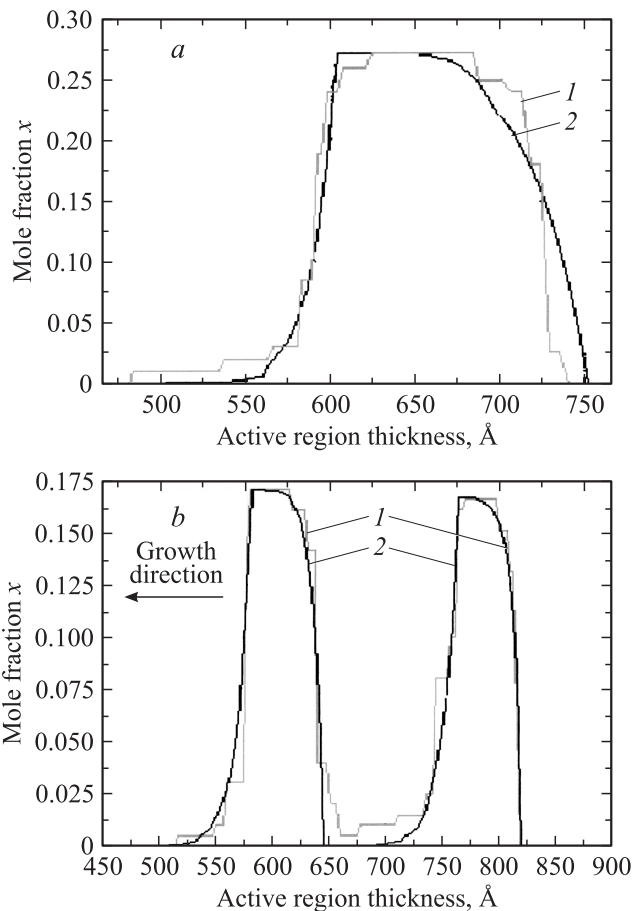 0.30
a
0.25
1
2
0.20
Mole fraction x
0.15
0.10
0.05
0
500 550 600 650 700 750
Active region thickness, Å
0.175
b
1
0.150
2
Growth
direction
0.125
0.100
Mole fraction x
0.075
0.050
0.025
0
450 500 550 600 650 700 750 800 850 900
Active region thickness, Å